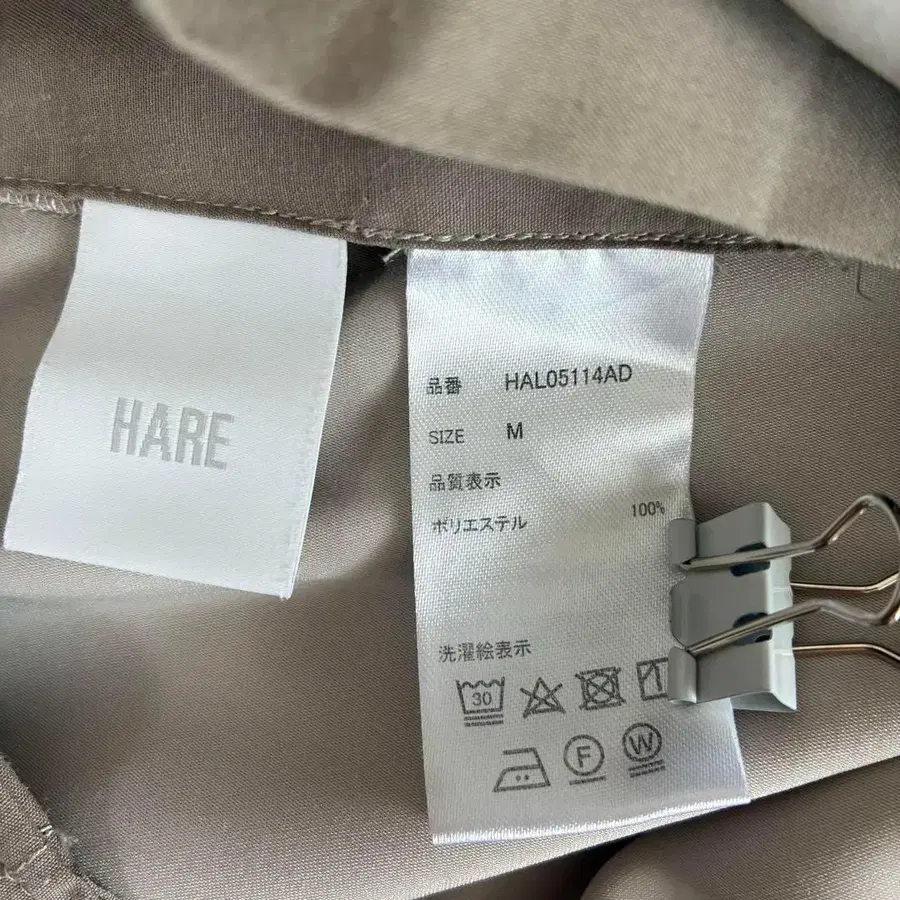 HARE
品番 HAL05114AD
SIZE M
品質表示
ポリエステル 100%
洗濯絵表示
30
F W